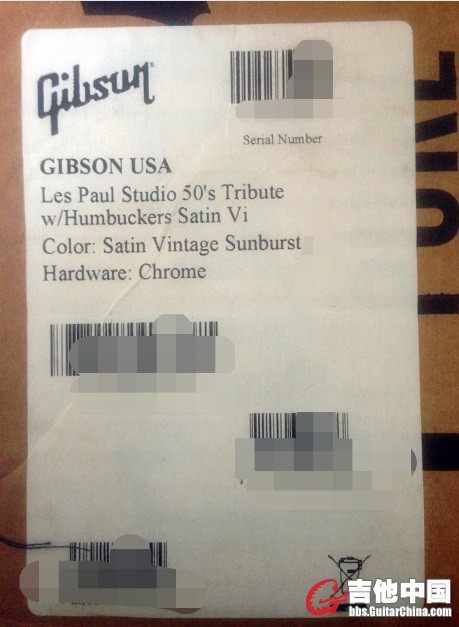 Gibson
Serial Number
GIBSON USA
Les Paul Studio 50's Tribute
w/Humbuckers Satin Vi
Color: Satin Vintage Sunburst
Hardware: Chrome
吉他中国
bbs.GuitarChina.com